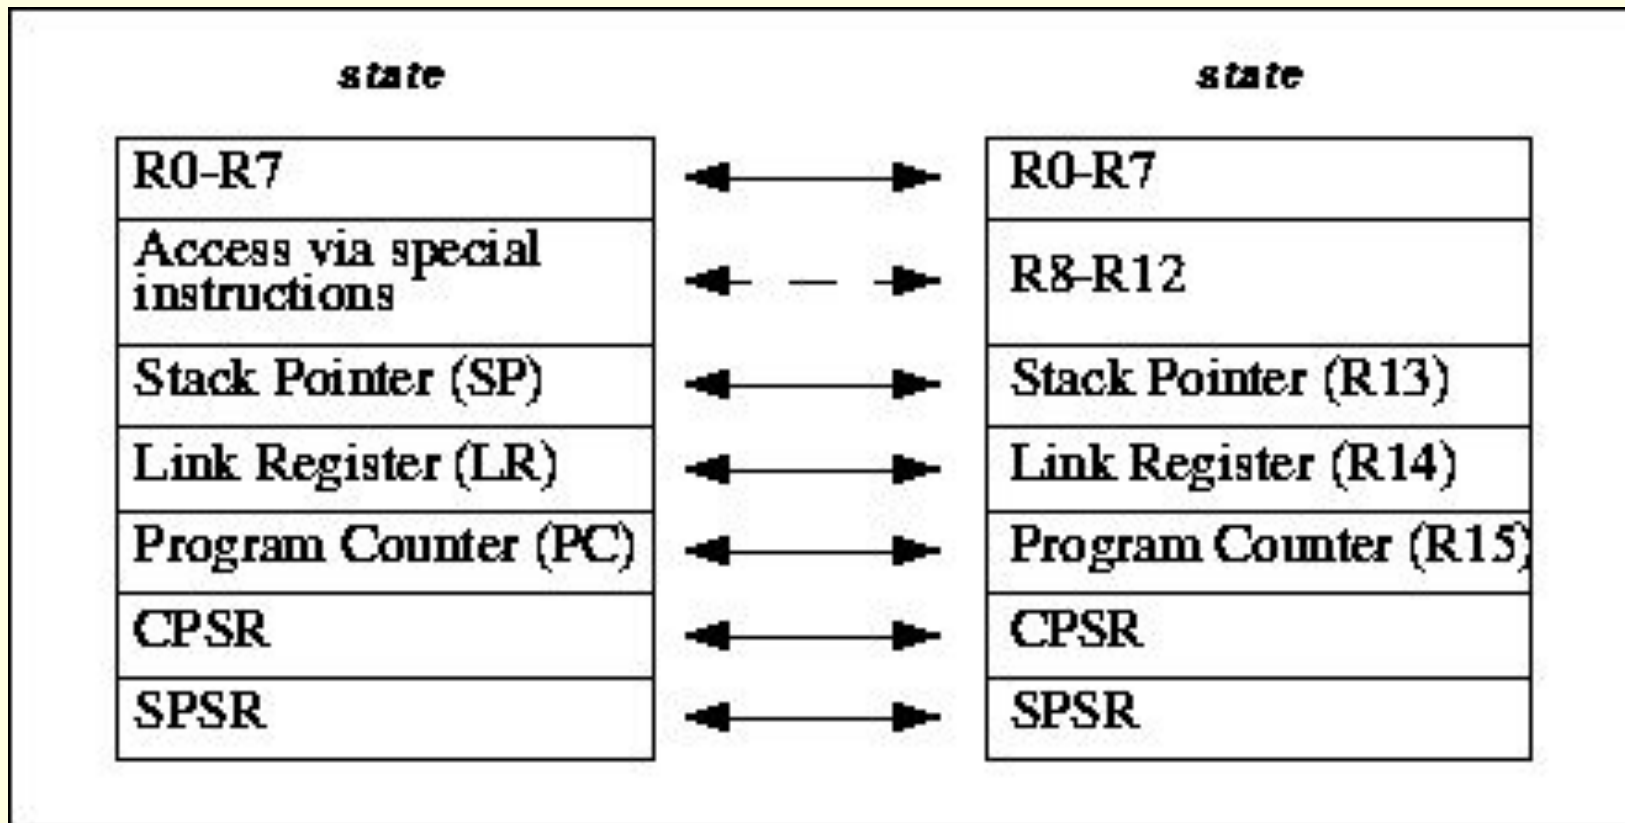 state
R0-R7
Access via special
instructions
Stack Pointer (SP)
Link Register (LR)
Program Counter (PC)
CPSR
SPSR
state
R0-R7
R8-R12
Stack Pointer (R13)
Link Register (R14)
Program Counter (R15)
CPSR
SPSR